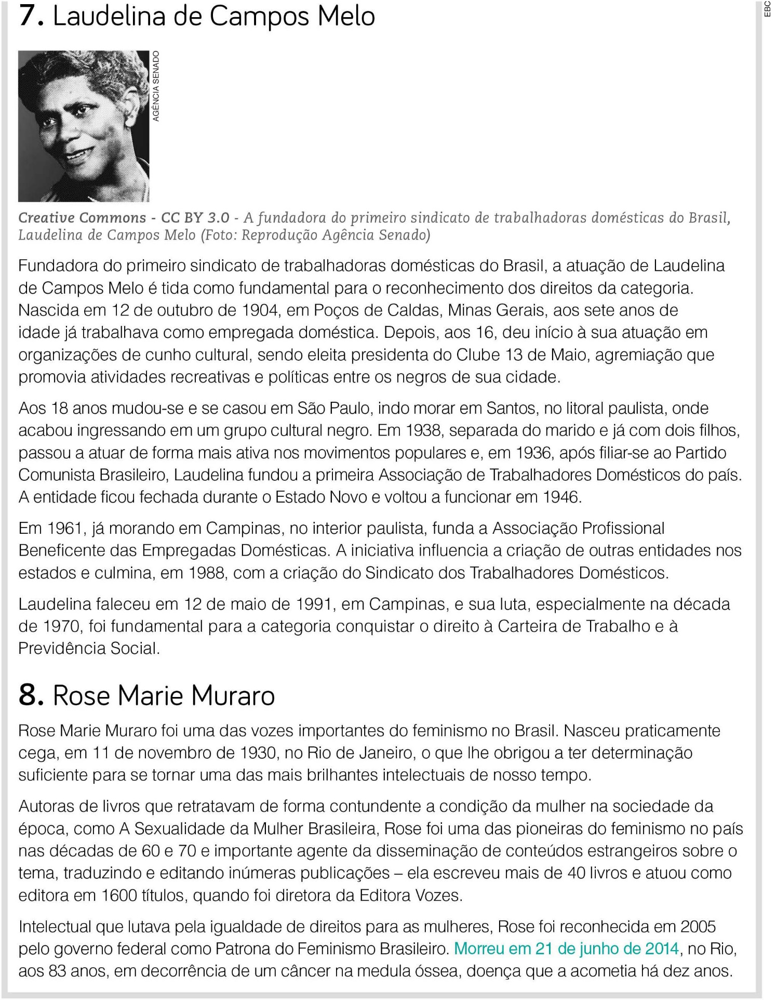 EBC
7. Laudelina de Campos Melo
AGÊNCIA SENADO
Creative Commons - CC BY 3.0 - A fundadora do primeiro sindicato de trabalhadoras domésticas do Brasil,
Laudelina de Campos Melo (Foto: Reprodução Agência Senado)
Fundadora do primeiro sindicato de trabalhadoras domésticas do Brasil, a atuação de Laudelina
de Campos Melo é tida como fundamental para o reconhecimento dos direitos da categoria.
Nascida em 12 de outubro de 1904, em Poços de Caldas, Minas Gerais, aos sete anos de
idade já trabalhava como empregada doméstica. Depois, aos 16, deu início à sua atuação em
organizações de cunho cultural, sendo eleita presidenta do Clube 13 de Maio, agremiação que
promovia atividades recreativas e políticas entre os negros de sua cidade.
Aos 18 anos mudou-se e se casou em São Paulo, indo morar em Santos, no litoral paulista, onde
acabou ingressando em um grupo cultural negro. Em 1938, separada do marido e já com dois filhos,
passou a atuar de forma mais ativa nos movimentos populares e, em 1936, após filiar-se ao Partido
Comunista Brasileiro, Laudelina fundou a primeira Associação de Trabalhadores Domésticos do país.
A entidade ficou fechada durante o Estado Novo e voltou a funcionar em 1946.
Em 1961, já morando em Campinas, no interior paulista, funda a Associação Profissional
Beneficente das Empregadas Domésticas. A iniciativa influencia a criação de outras entidades nos
estados e culmina, em 1988, com a criação do Sindicato dos Trabalhadores Domésticos.
Laudelina faleceu em 12 de maio de 1991, em Campinas, e sua luta, especialmente na década
de 1970, foi fundamental para a categoria conquistar o direito à Carteira de Trabalho e à
Previdência Social.
8. Rose Marie Muraro
Rose Marie Muraro foi uma das vozes importantes do feminismo no Brasil. Nasceu praticamente
cega, em 11 de novembro de 1930, no Rio de Janeiro, o que lhe obrigou a ter determinação
suficiente para se tornar uma das mais brilhantes intelectuais de nosso tempo.
Autoras de livros que retratavam de forma contundente a condição da mulher na sociedade da
época, como A Sexualidade da Mulher Brasileira, Rose foi uma das pioneiras do feminismo no país
nas décadas de 60 e 70 e importante agente da disseminação de conteúdos estrangeiros sobre o
tema, traduzindo e editando inúmeras publicações – ela escreveu mais de 40 livros e atuou como
editora em 1600 títulos, quando foi diretora da Editora Vozes.
Intelectual que lutava pela igualdade de direitos para as mulheres, Rose foi reconhecida em 2005
pelo governo federal como Patrona do Feminismo Brasileiro. Morreu em 21 de junho de 2014, no Rio,
aos 83 anos, em decorrência de um câncer na medula óssea, doença que a acometia há dez anos.